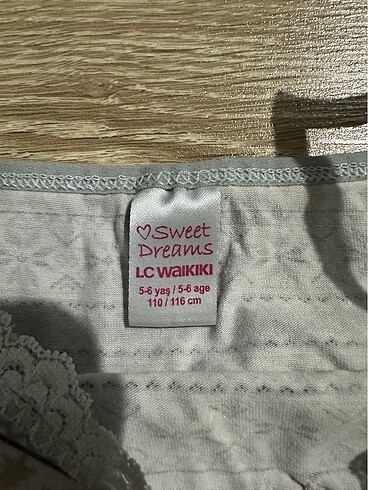 ♡Sweet
Dreams
LC WAIKIKI
5-6 yaş / 5-6 age
110 / 116 cm